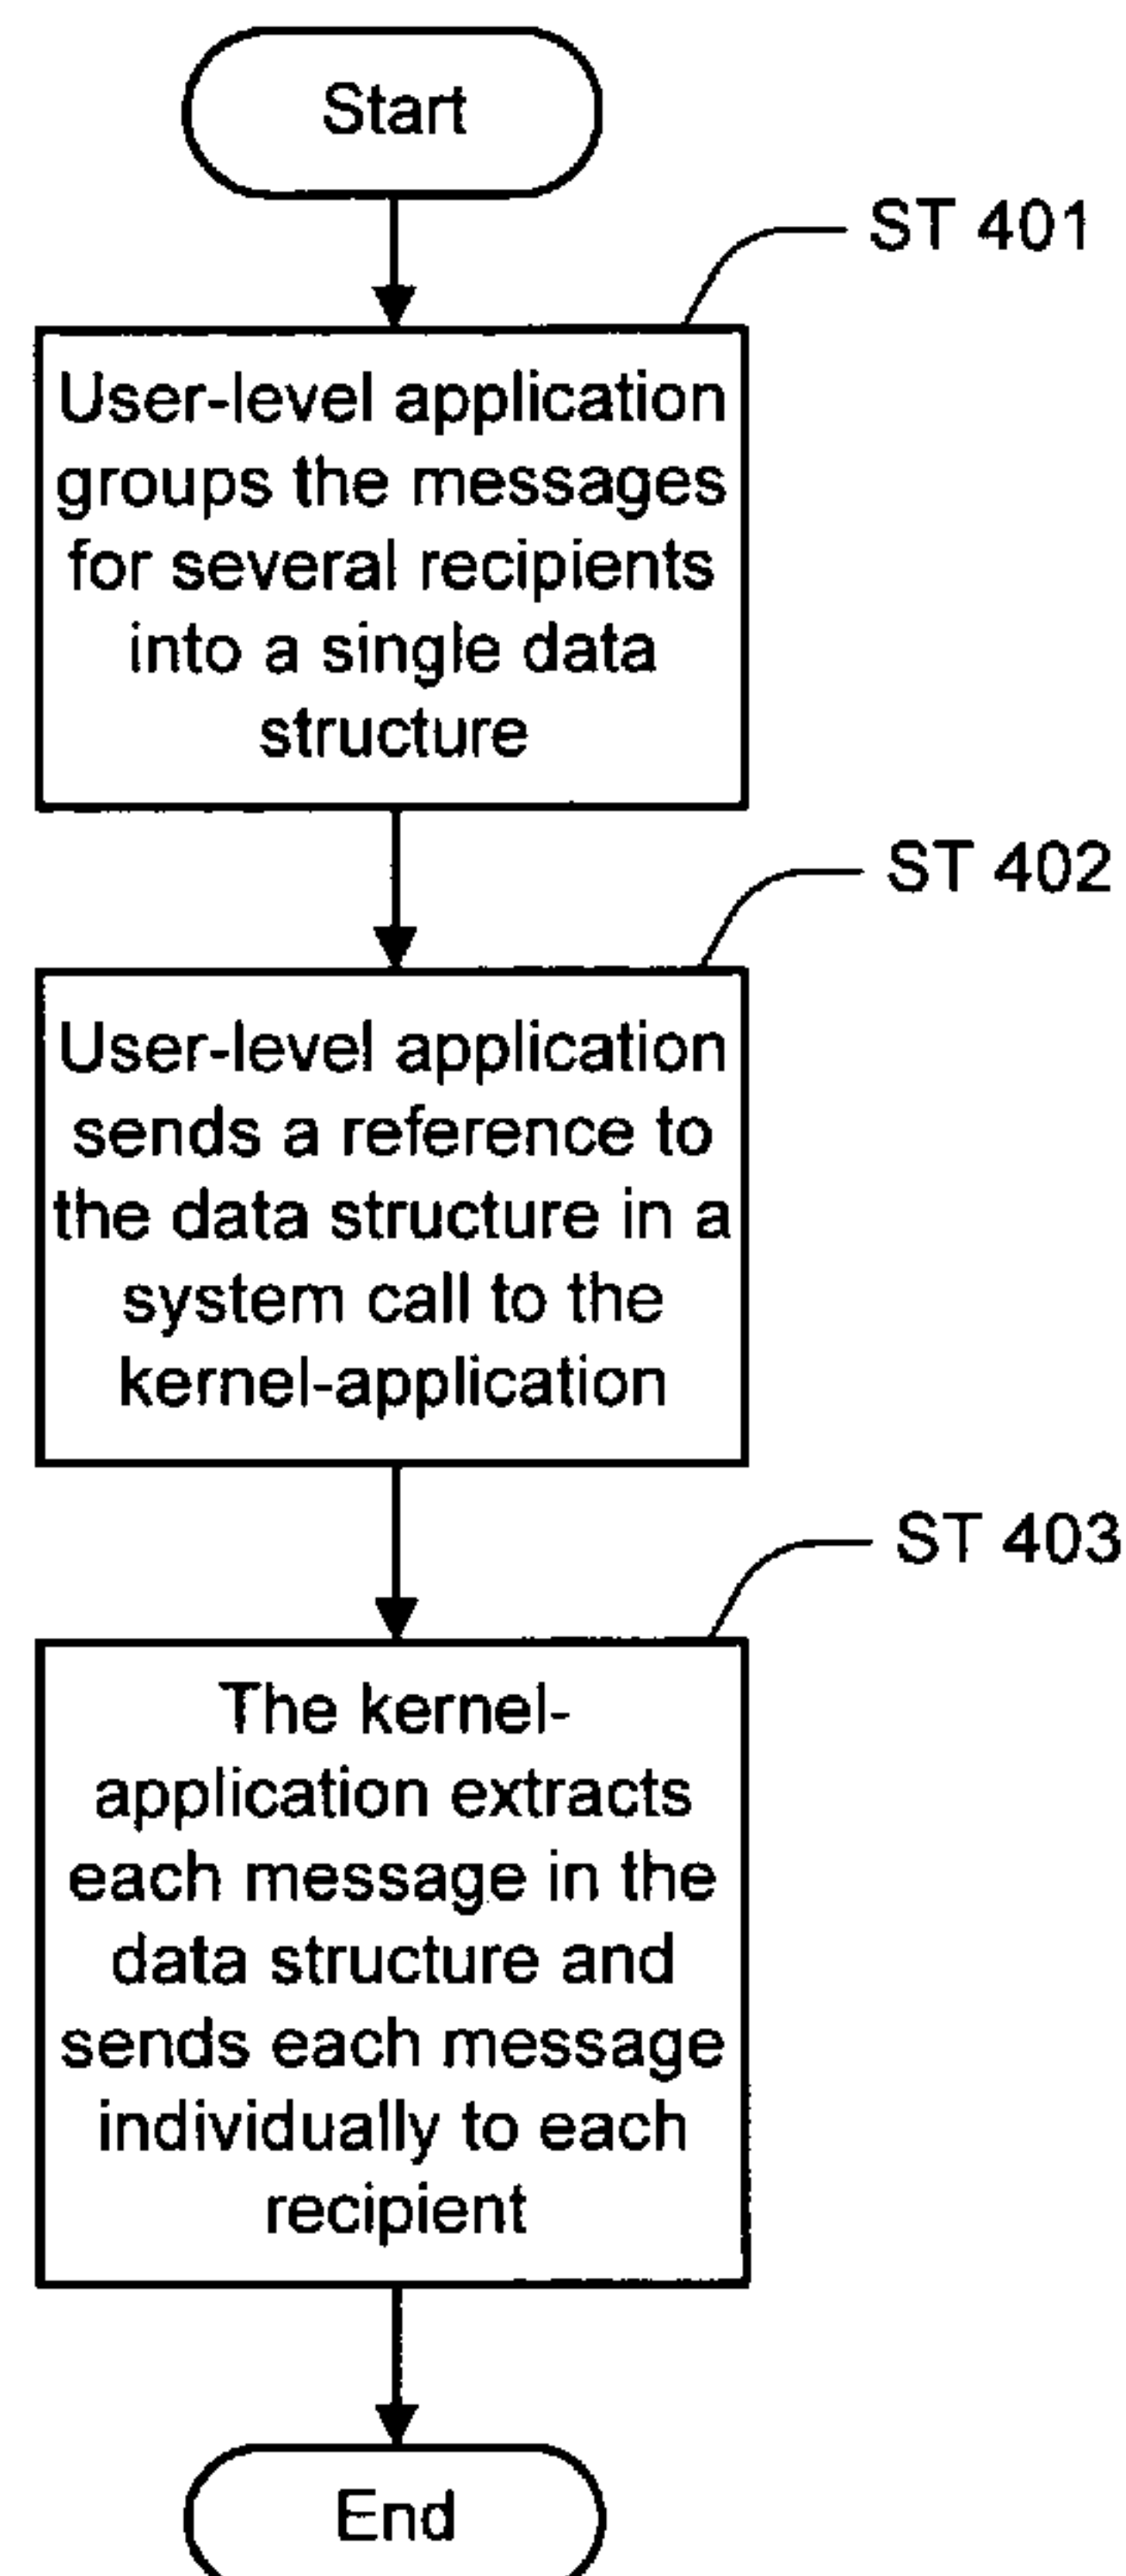 Start
ST 401
User-level application
groups the messages
for several recipients
into a single data
structure
ST 402
User-level application
sends a reference to
the data structure in a
system call to the
kernel-application
ST 403
The kernel-
application extracts
each message in the
data structure and
sends each message
individually to each
recipient
End